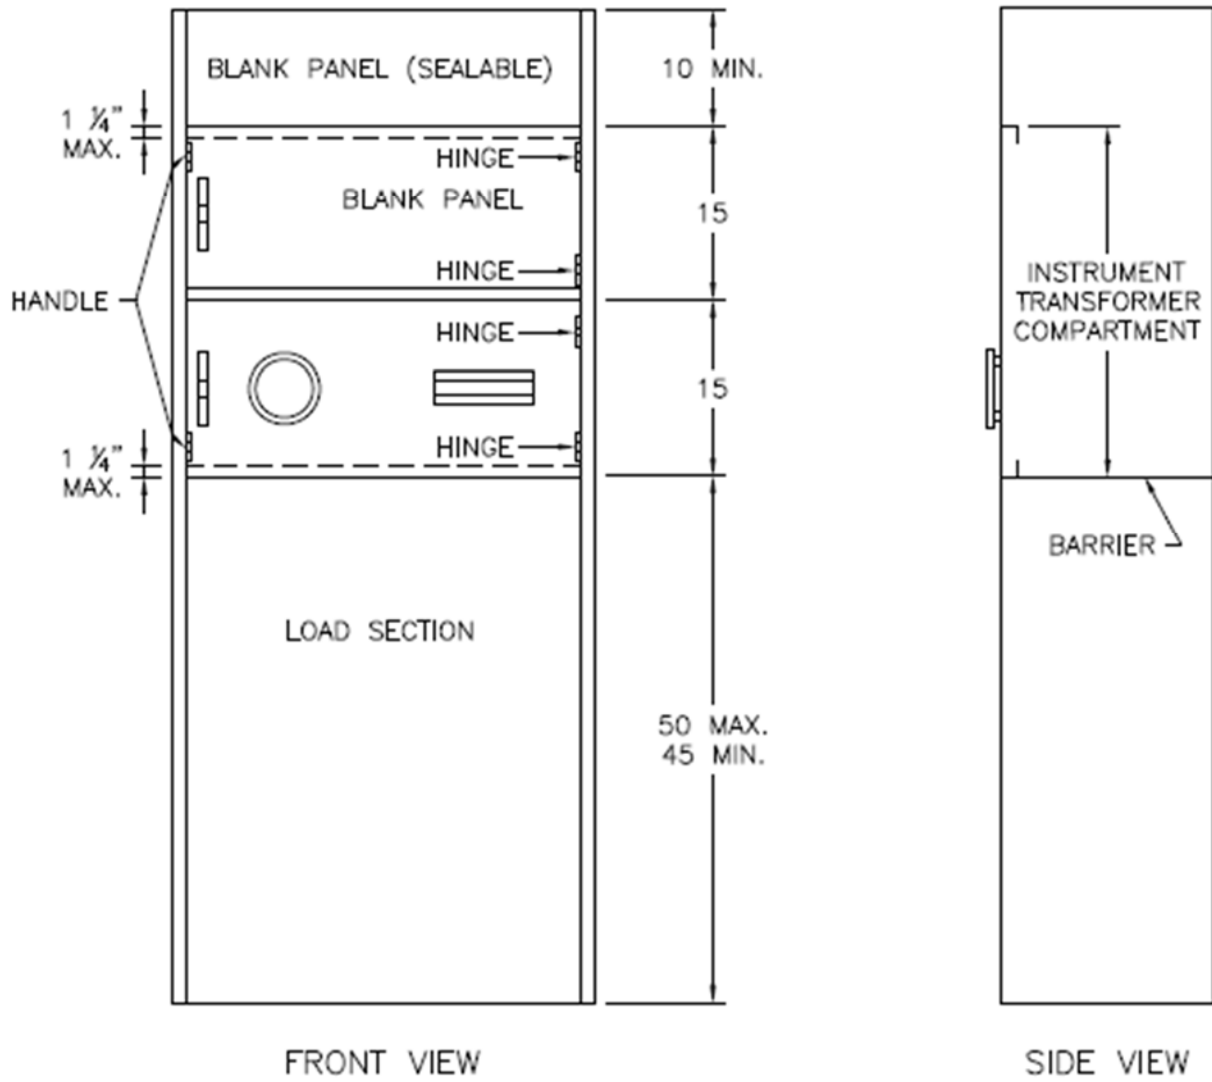 BLANK PANEL (SEALABLE)
10 MIN.
1 ¼"
MAX.
HINGE
BLANK PANEL
15
HINGE
HANDLE
HINGE
15
HINGE
1 ¼"
MAX.
INSTRUMENT
TRANSFORMER
COMPARTMENT
BARRIER
LOAD SECTION
50 MAX.
45 MIN.
FRONT VIEW
SIDE VIEW